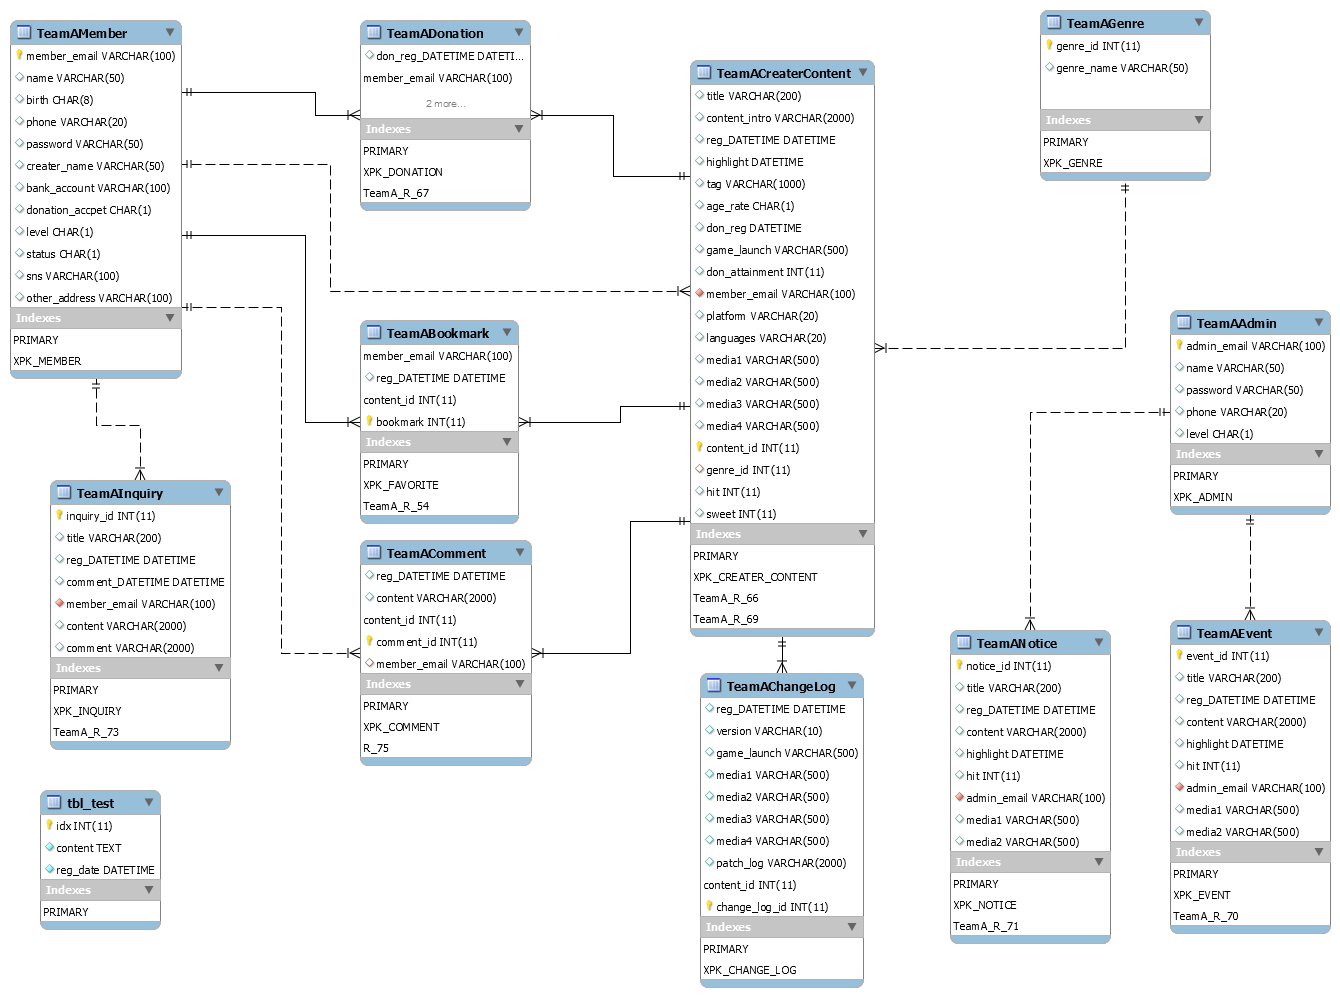 TeamAMember
member_email VARCHAR(100)
name VARCHAR(50)
birth CHAR(8)
phone VARCHAR(20)
password VARCHAR(50)
creater_name VARCHAR(50)
bank_account VARCHAR(100)
donation_accpet CHAR(1)
level CHAR(1)
status CHAR(1)
sns VARCHAR(100)
other_address VARCHAR(100)
Indexes
PRIMARY
XPK_MEMBER
TeamADonation
don_reg_DATETIME DATETI...
member_email VARCHAR(100)
2 more...
Indexes
PRIMARY
XPK_DONATION
TeamA_R_67
TeamACreaterContent
title VARCHAR(200)
content_intro VARCHAR(2000)
reg_DATETIME DATETIME
highlight DATETIME
tag VARCHAR(1000)
age_rate CHAR(1)
don_reg DATETIME
game_launch VARCHAR(500)
don_attainment INT(11)
member_email VARCHAR(100)
platform VARCHAR(20)
languages VARCHAR(20)
media1 VARCHAR(500)
media2 VARCHAR(500)
media3 VARCHAR(500)
media4 VARCHAR(500)
content_id INT(11)
genre_id INT(11)
hit INT(11)
sweet INT(11)
Indexes
PRIMARY
XPK_CREATER_CONTENT
TeamA_R_66
TeamA_R_69
TeamAGenre
genre_id INT(11)
genre_name VARCHAR(50)
Indexes
PRIMARY
XPK_GENRE
TeamABookmark
member_email VARCHAR(100)
reg_DATETIME DATETIME
content_id INT(11)
bookmark INT(11)
Indexes
PRIMARY
XPK_FAVORITE
TeamA_R_54
TeamAAdmin
admin_email VARCHAR(100)
name VARCHAR(50)
password VARCHAR(50)
phone VARCHAR(20)
level CHAR(1)
Indexes
PRIMARY
XPK_ADMIN
TeamAInquiry
inquiry_id INT(11)
title VARCHAR(200)
reg_DATETIME DATETIME
comment_DATETIME DATETIME
member_email VARCHAR(100)
content VARCHAR(2000)
comment VARCHAR(2000)
Indexes
PRIMARY
XPK_INQUIRY
TeamA_R_73
TeamAComment
reg_DATETIME DATETIME
content VARCHAR(2000)
content_id INT(11)
comment_id INT(11)
member_email VARCHAR(100)
Indexes
PRIMARY
XPK_COMMENT
R_75
TeamAChangeLog
reg_DATETIME DATETIME
version VARCHAR(10)
game_launch VARCHAR(500)
media1 VARCHAR(500)
media2 VARCHAR(500)
media3 VARCHAR(500)
media4 VARCHAR(500)
patch_log VARCHAR(2000)
content_id INT(11)
change_log_id INT(11)
Indexes
PRIMARY
XPK_CHANGE_LOG
TeamANotice
notice_id INT(11)
title VARCHAR(200)
reg_DATETIME DATETIME
content VARCHAR(2000)
highlight DATETIME
hit INT(11)
admin_email VARCHAR(100)
media1 VARCHAR(500)
media2 VARCHAR(500)
Indexes
PRIMARY
XPK_NOTICE
TeamA_R_71
TeamAEvent
event_id INT(11)
title VARCHAR(200)
reg_DATETIME DATETIME
content VARCHAR(2000)
highlight DATETIME
hit INT(11)
admin_email VARCHAR(100)
media1 VARCHAR(500)
media2 VARCHAR(500)
Indexes
PRIMARY
XPK_EVENT
TeamA_R_70
tbl_test
idx INT(11)
content TEXT
reg_date DATETIME
Indexes
PRIMARY